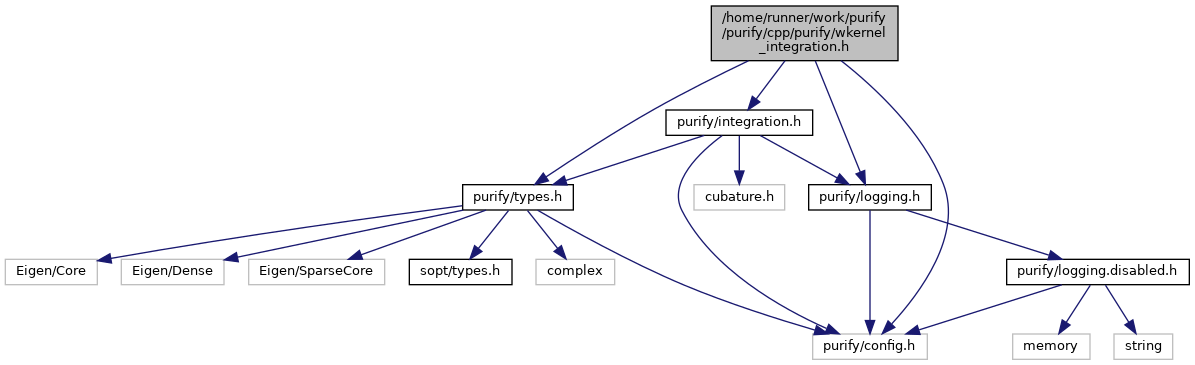 /home/runner/work/purify
/purify/cpp/purify/wkernel
_integration.h
purify/integration.h
purify/types.h
cubature.h
purify/logging.h
Eigen/Core
Eigen/Dense
Eigen/SparseCore
sopt/types.h
complex
purify/logging.disabled.h
purify/config.h
memory
string